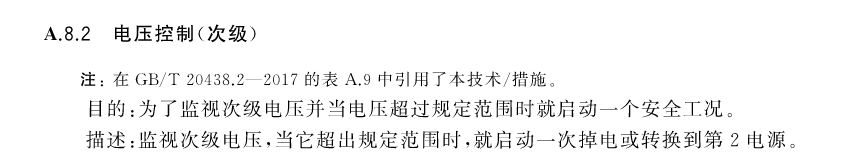 A.8.2 电压控制(次级)
注：在 GB/T 20438.2—2017 的表 A.9 中引用了本技术/措施。
目的:为了监视次级电压并当电压超过规定范围时就启动一个安全工况。
描述:监视次级电压,当它超出规定范围时,就启动一次掉电或转换到第 2 电源。